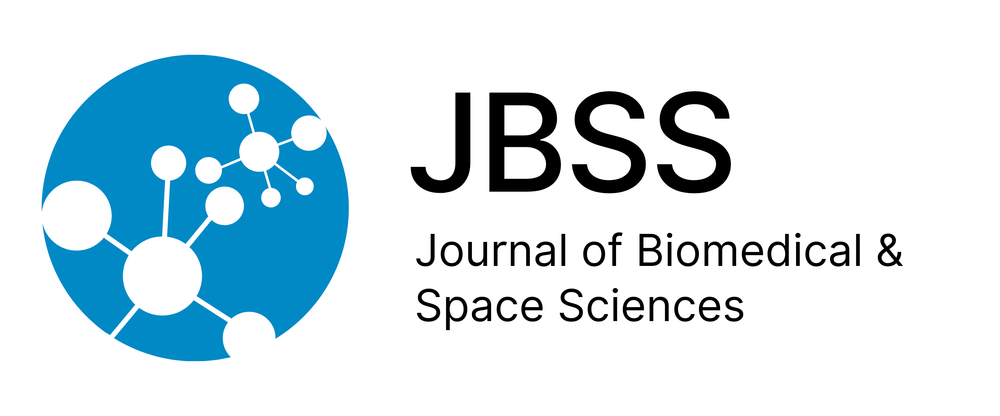 JBSS
Journal of Biomedical &
Space Sciences